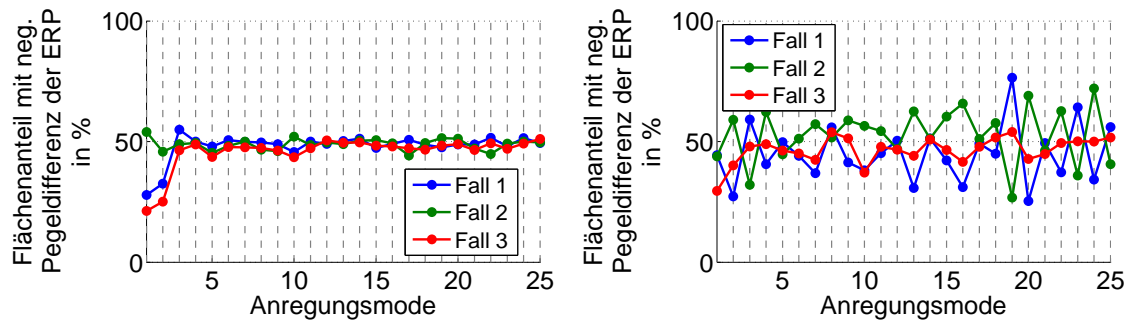 Flächenanteil mit neg.
Pegeldifferenz der ERP
in %
100
50
0
5
10
15
20
25
Anregungsmode
Fall 1
Fall 2
Fall 3
Flächenanteil mit neg.
Pegeldifferenz der ERP
in %
100
50
0
5
10
15
20
25
Anregungsmode
Fall 1
Fall 2
Fall 3